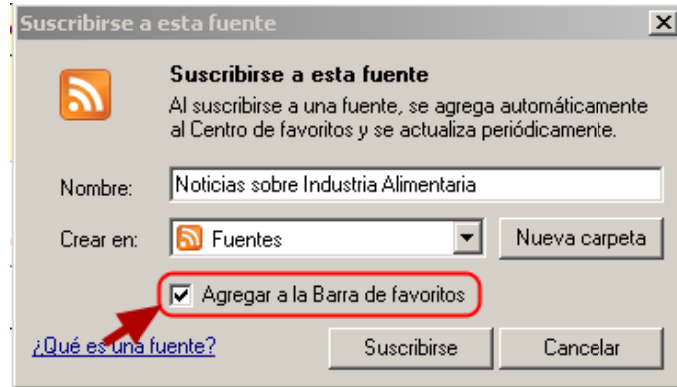 Suscribirse a esta fuente
Suscribirse a esta fuente
Al suscribirse a una fuente, se agrega automáticamente
al Centro de favoritos y se actualiza periódicamente.
Nombre: Noticias sobre Industria Alimentaria
Crear en: Fuentes Nueva carpeta
Agregar a la Barra de favoritos
¿Qué es una fuente? Suscribirse Cancelar